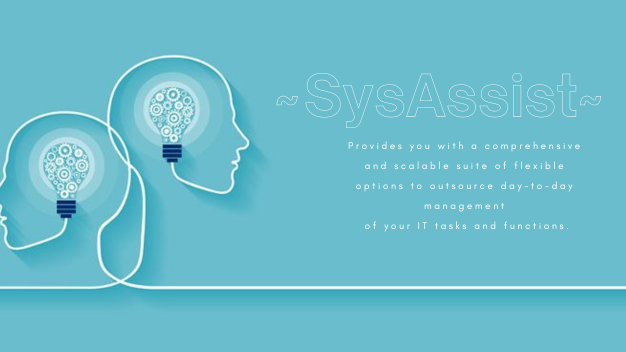 ~SysAssist~
Provides you with a comprehensive
and scalable suite of flexible
options to outsource day-to-day
management
of your IT tasks and functions.